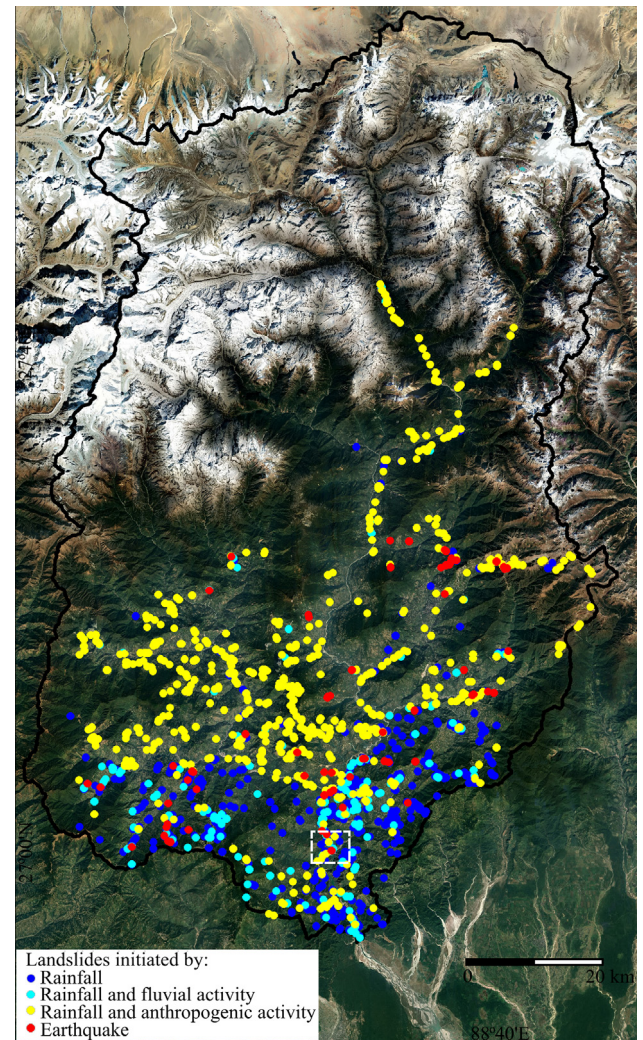 Landslides initiated by:
Rainfall
Rainfall and fluvial activity
Rainfall and anthropogenic activity
Earthquake
0 20 km
88°40'E